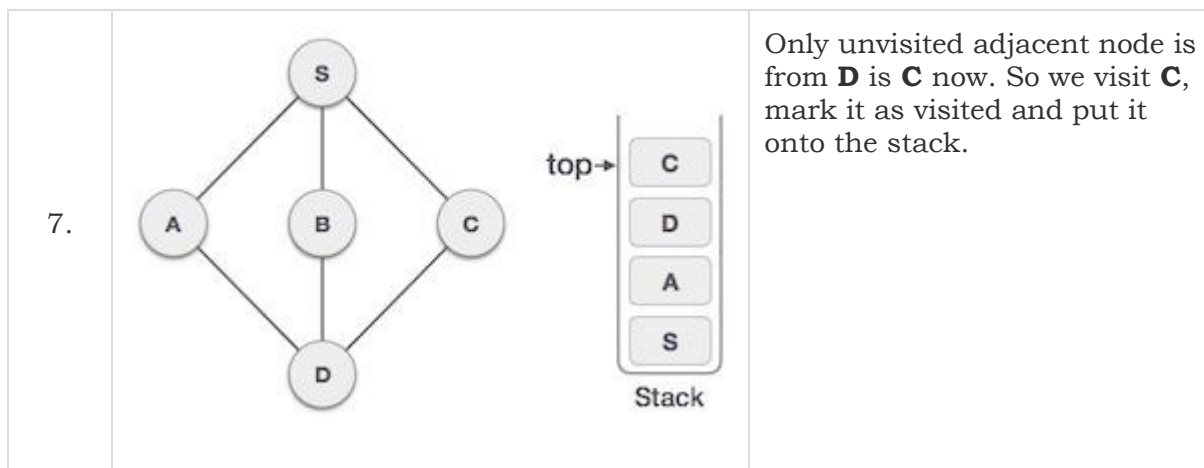 7.
S
A
B
C
D
top→
C
D
A
S
Stack
Only unvisited adjacent node is
from D is C now. So we visit C,
mark it as visited and put it
onto the stack.